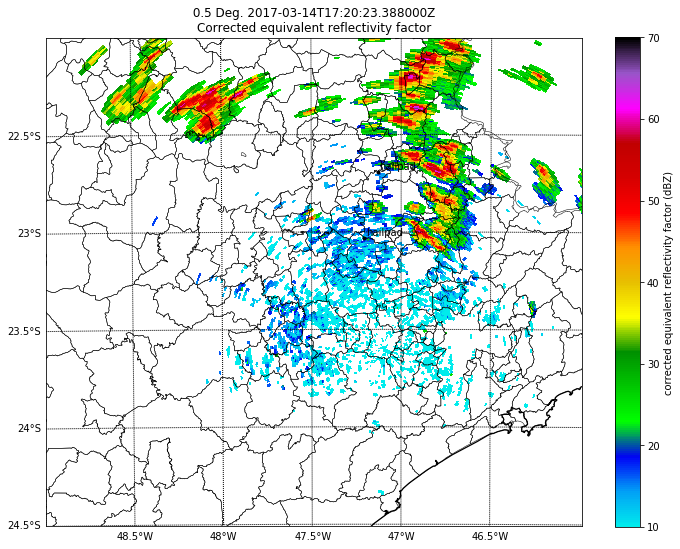 0.5 Deg. 2017-03-14T17:20:23.388000Z
Corrected equivalent reflectivity factor
70
60
50
40
30
20
10
corrected equivalent reflectivity factor (dBZ)
22.5°S
23°S
23.5°S
24°S
24.5°S
48.5°W
48°W
47.5°W
47°W
46.5°W